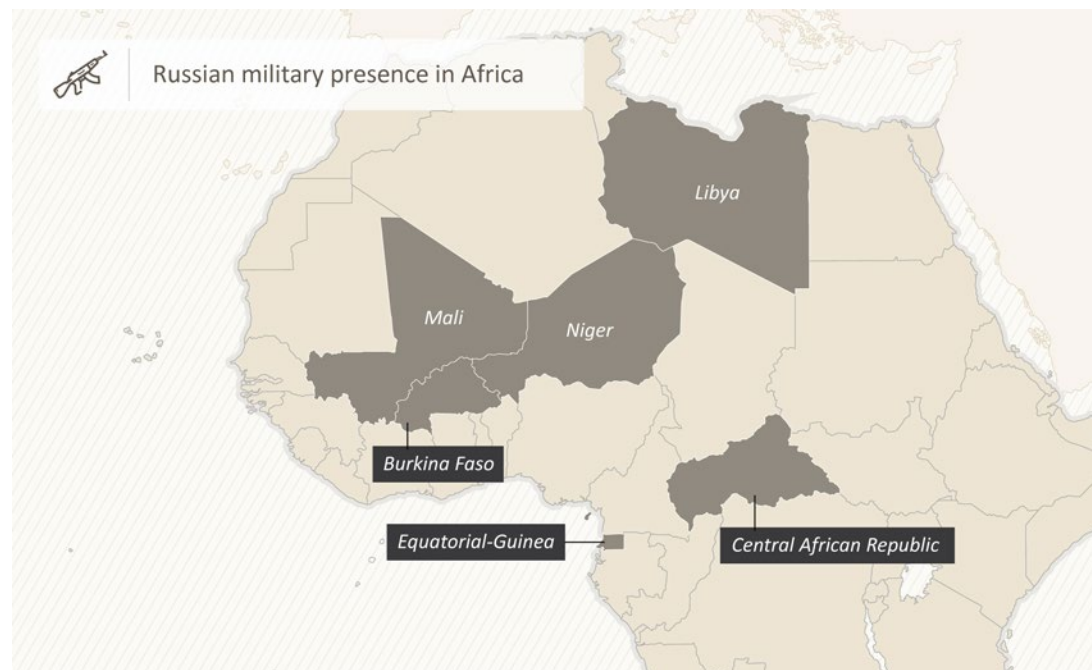 Russian military presence in Africa
Libya
Mali
Niger
Burkina Faso
Equatorial-Guinea
Central African Republic